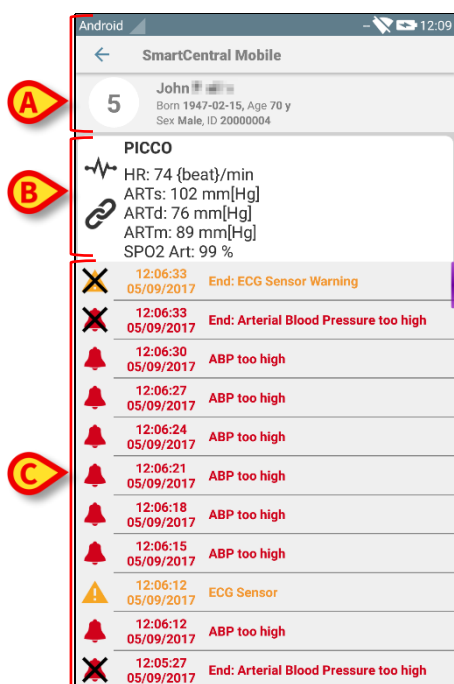 Android
12:09
SmartCentral Mobile
5
John
Born 1947-02-15, Age 70 y
Sex Male, ID 20000004
A
PICCO
HR: 74 {beat}/min
ARTs: 102 mm[Hg]
ARTd: 76 mm[Hg]
ARTm: 89 mm[Hg]
SPO2 Art: 99 %
B
12:06:33
05/09/2017 End: ECG Sensor Warning
12:06:33
05/09/2017 End: Arterial Blood Pressure too high
12:06:30
05/09/2017 ABP too high
12:06:27
05/09/2017 ABP too high
12:06:24
05/09/2017 ABP too high
C
12:06:21
05/09/2017 ABP too high
12:06:18
05/09/2017 ABP too high
12:06:15
05/09/2017 ABP too high
12:06:12
05/09/2017 ECG Sensor
12:06:12
05/09/2017 ABP too high
12:05:27
05/09/2017 End: Arterial Blood Pressure too high